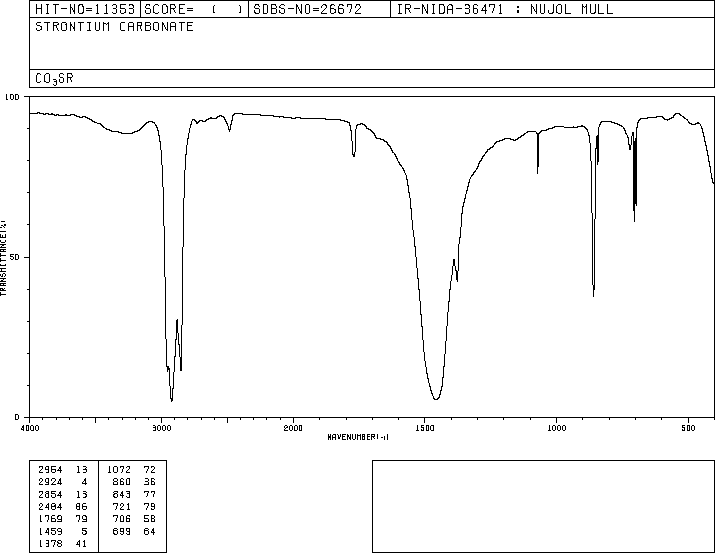 HIT-NO=11353 SCORE= ( ) SDBS-NO=26672 IR-NIDA-36471 : NUJOL MULL
STRONTIUM CARBONATE
CO3SR
100
50
0
TRANSMITTANCE(%)
4000 3000 2000 1500 1000 500
WAVENUMBER(-1)
2954 13 1072 72
2924 4 860 36
2854 13 843 77
2484 86 721 79
1769 79 706 58
1459 5 699 64
1378 41